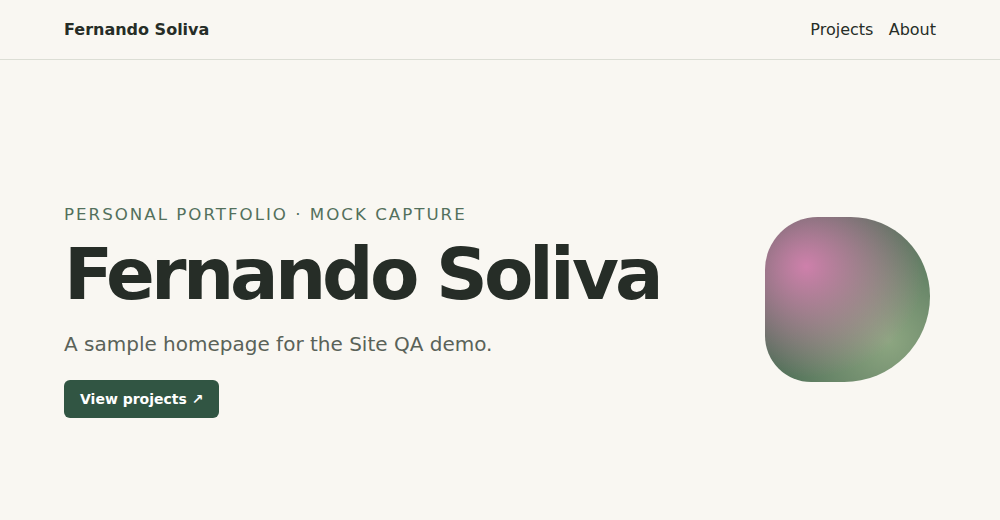 Fernando Soliva
Projects About
PERSONAL PORTFOLIO · MOCK CAPTURE
Fernando Soliva
A sample homepage for the Site QA demo.
View projects ↗